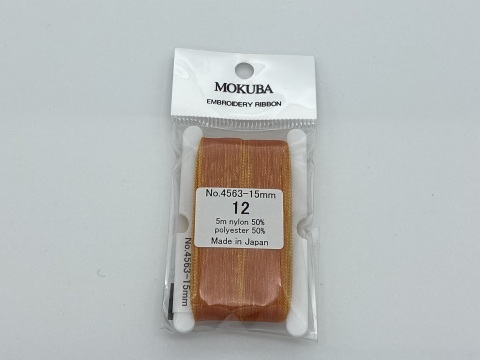 MOKUBA
EMBROIDERY RIBBON
No.4563-15mm
12
5m nylon 50%
polyester 50%
Made in Japan
No.4563-15mm